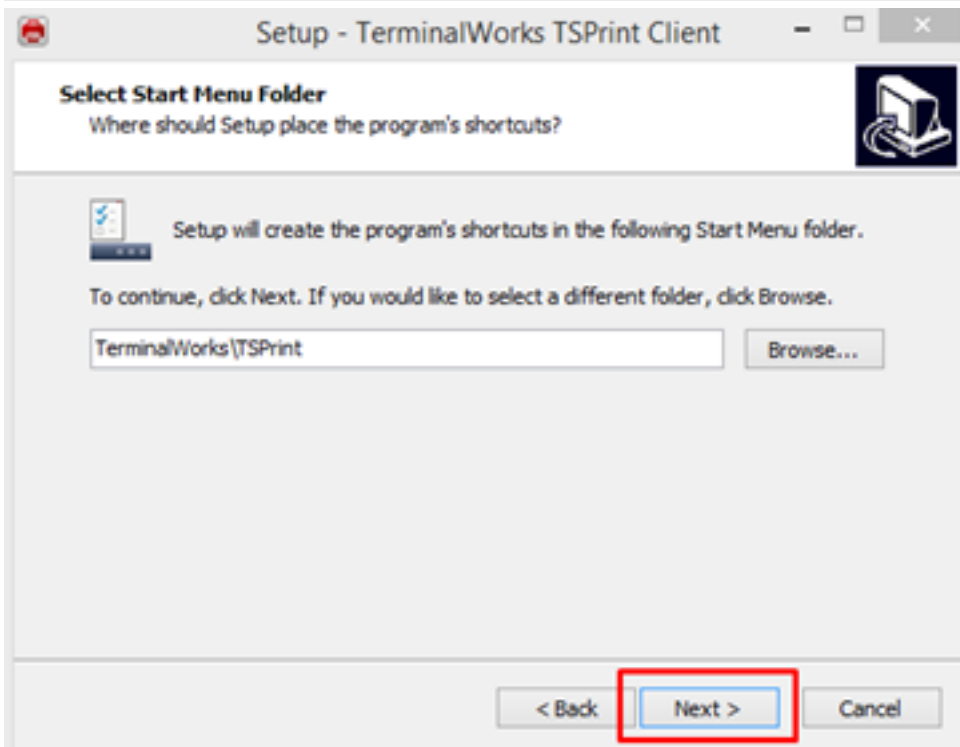 Setup - TerminalWorks TSPrint Client
Select Start Menu Folder
Where should Setup place the program's shortcuts?
Setup will create the program's shortcuts in the following Start Menu folder.
To continue, click Next. If you would like to select a different folder, click Browse.
TerminalWorks\TSPrint
Browse...
< Back
Next >
Cancel